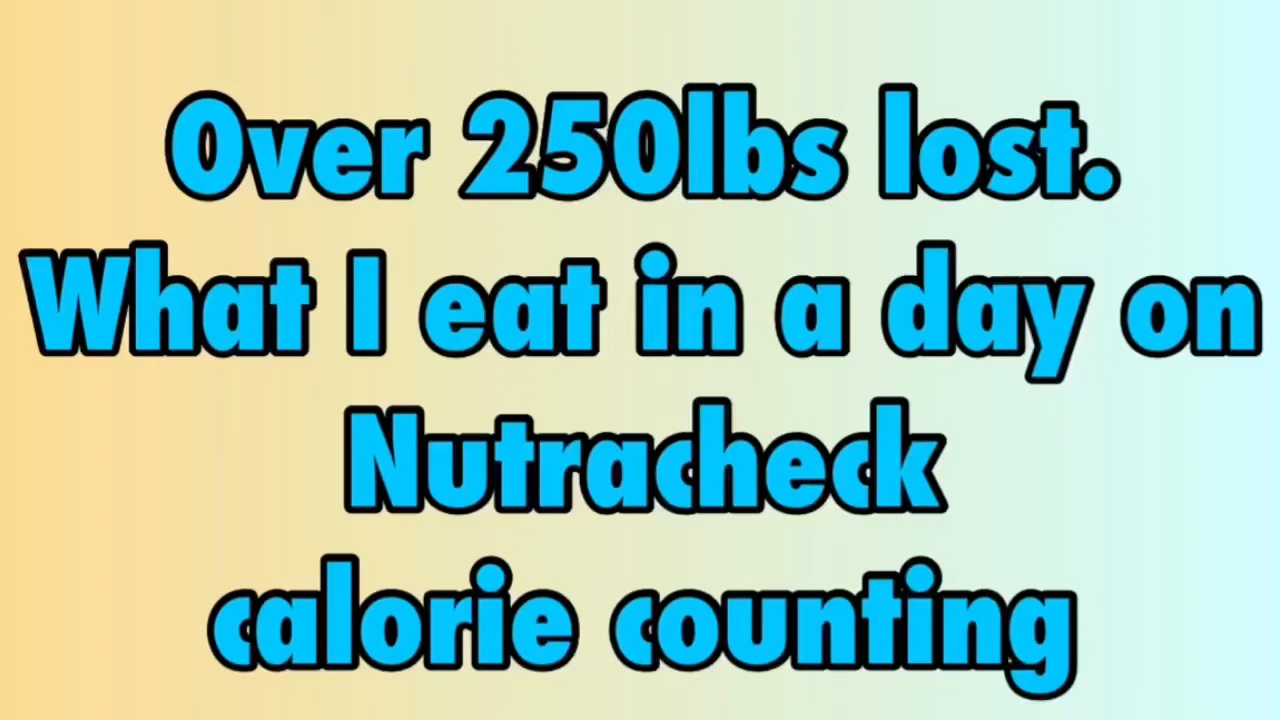 Over 250lbs lost.
What I eat in a day on
Nutracheck
calorie counting